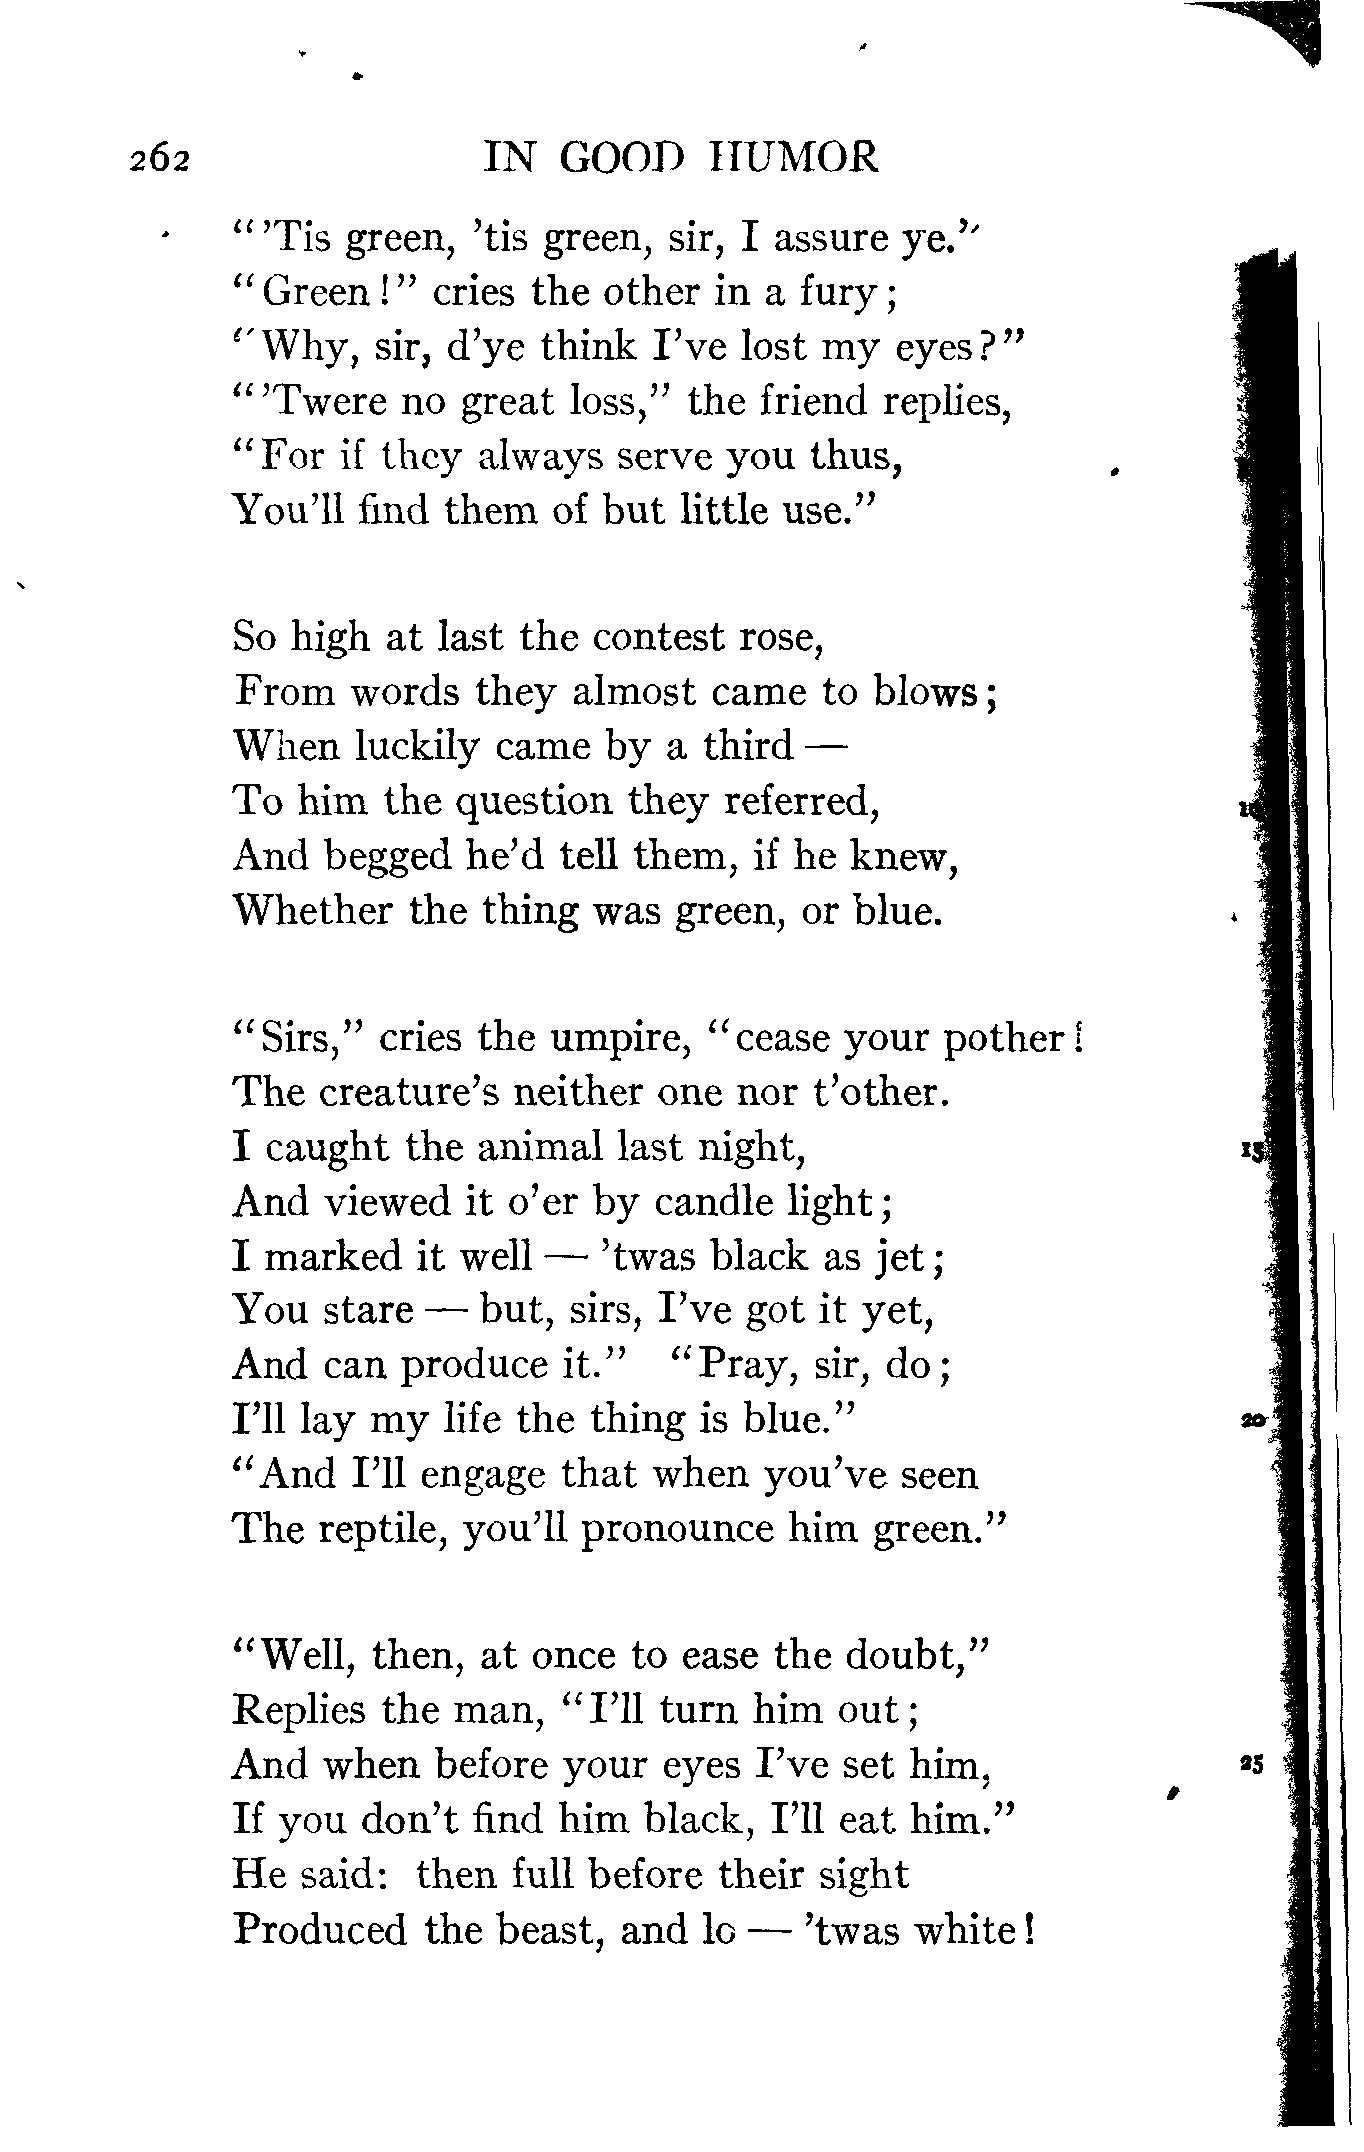 262 IN GOOD HUMOR
"'Tis green, 'tis green, sir, I assure ye."
"Green!" cries the other in a fury;
"Why, sir, d'ye think I've lost my eyes?"
"'Twere no great loss," the friend replies,
"For if they always serve you thus,
You'll find them of but little use."
So high at last the contest rose,
From words they almost came to blows;
When luckily came by a third —
To him the question they referred, 10
And begged he'd tell them, if he knew,
Whether the thing was green, or blue.
"Sirs," cries the umpire, "cease your pother!
The creature's neither one nor t'other.
I caught the animal last night, 15
And viewed it o'er by candle light;
I marked it well — 'twas black as jet;
You stare — but, sirs, I've got it yet,
And can produce it." "Pray, sir, do;
I'll lay my life the thing is blue." 20
"And I'll engage that when you've seen
The reptile, you'll pronounce him green."
"Well, then, at once to ease the doubt,"
Replies the man, "I'll turn him out;
And when before your eyes I've set him, 25
If you don't find him black, I'll eat him."
He said: then full before their sight
Produced the beast, and lo — 'twas white!